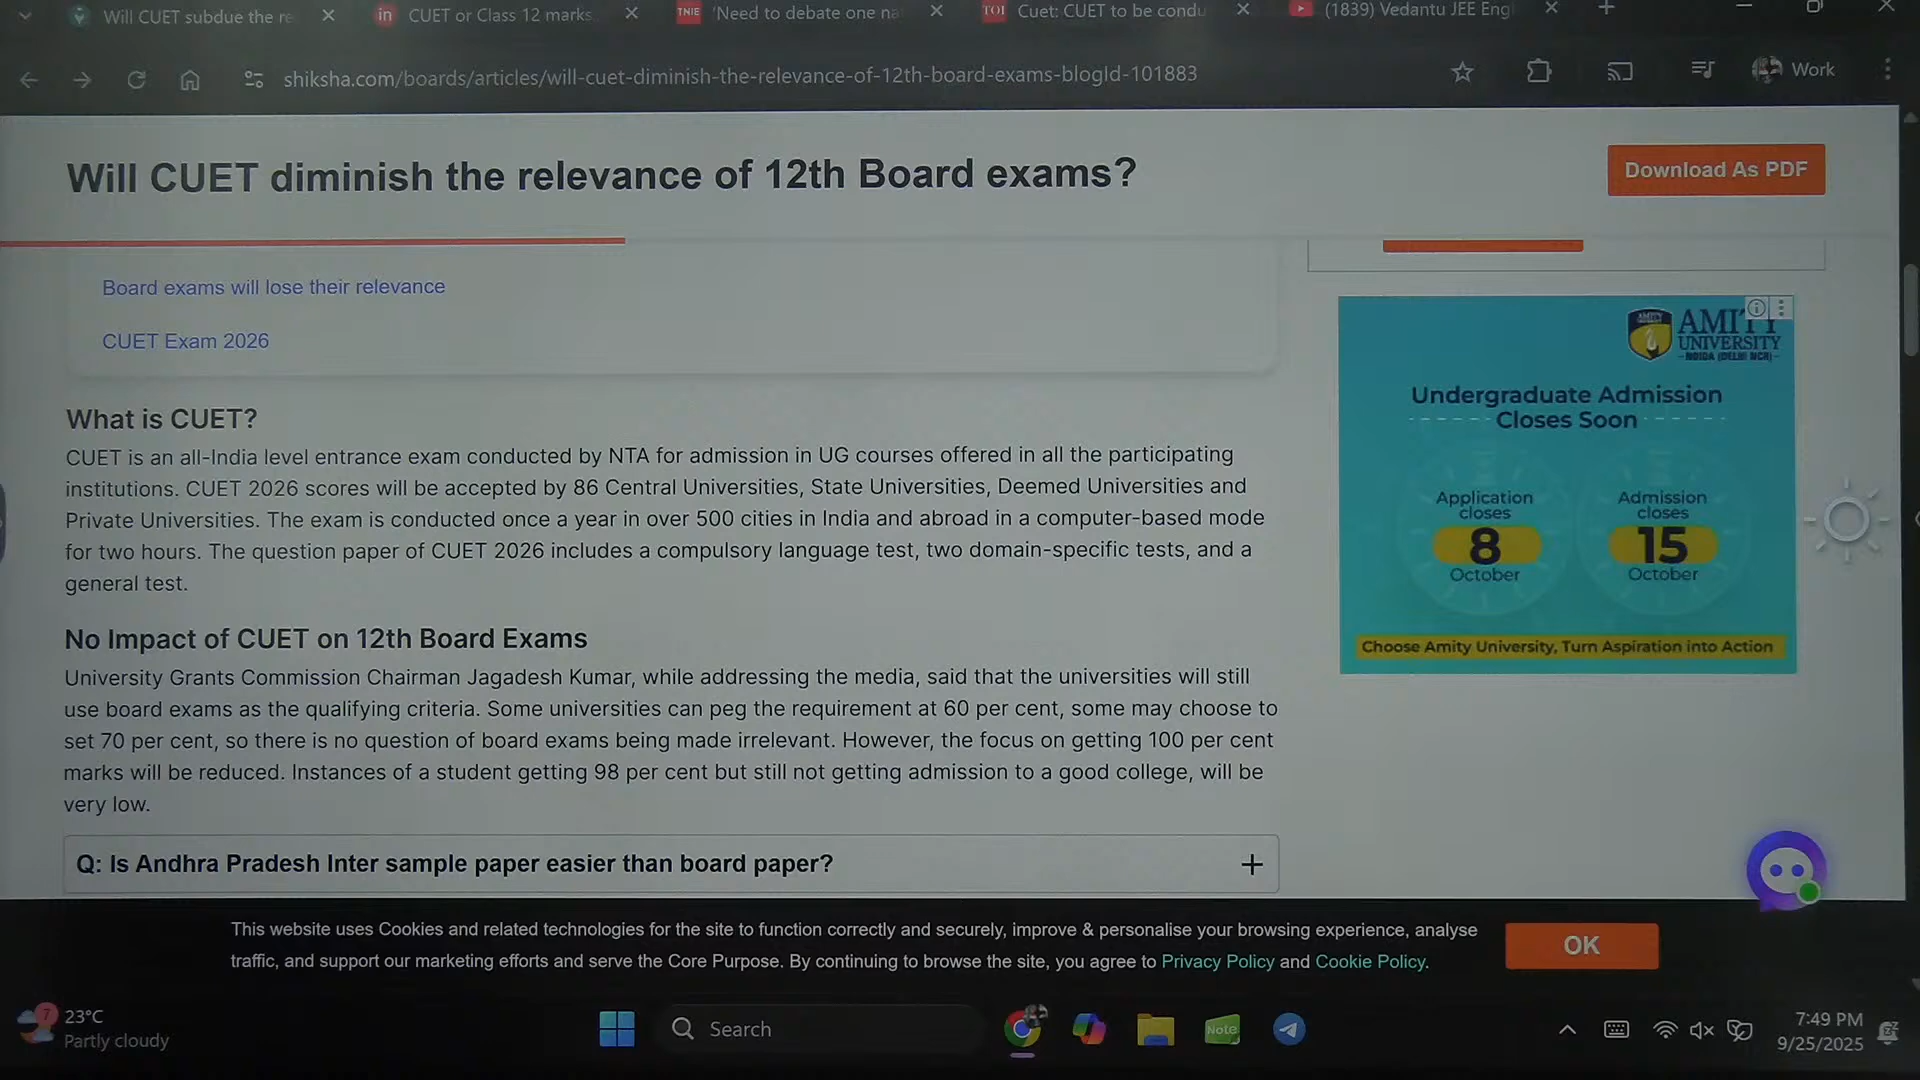 Will CUET subdue the re
CUET or Class 12 marks
'Need to debate one na
Cuet: CUET to be condu
(1839) Vedantu JEE Engl
shiksha.com/boards/articles/will-cuet-diminish-the-relevance-of-12th-board-exams-blogId-101883
Work
Will CUET diminish the relevance of 12th Board exams?
Download As PDF
Board exams will lose their relevance
CUET Exam 2026
What is CUET?
CUET is an all-India level entrance exam conducted by NTA for admission in UG courses offered in all the participating
institutions. CUET 2026 scores will be accepted by 86 Central Universities, State Universities, Deemed Universities and
Private Universities. The exam is conducted once a year in over 500 cities in India and abroad in a computer-based mode
for two hours. The question paper of CUET 2026 includes a compulsory language test, two domain-specific tests, and a
general test.
No Impact of CUET on 12th Board Exams
University Grants Commission Chairman Jagadesh Kumar, while addressing the media, said that the universities will still
use board exams as the qualifying criteria. Some universities can peg the requirement at 60 per cent, some may choose to
set 70 per cent, so there is no question of board exams being made irrelevant. However, the focus on getting 100 per cent
marks will be reduced. Instances of a student getting 98 per cent but still not getting admission to a good college, will be
very low.
Q: Is Andhra Pradesh Inter sample paper easier than board paper?
AMITY
AMITY
UNIVERSITY
NOIDA (DELHI NCR)
Undergraduate Admission
Closes Soon
Application
closes
8
October
Admission
closes
15
October
Choose Amity University, Turn Aspiration into Action
This website uses Cookies and related technologies for the site to function correctly and securely, improve & personalise your browsing experience, analyse
traffic, and support our marketing efforts and serve the Core Purpose. By continuing to browse the site, you agree to Privacy Policy and Cookie Policy.
OK
7
23°C
Partly cloudy
Search
Note
7:49 PM
9/25/2025